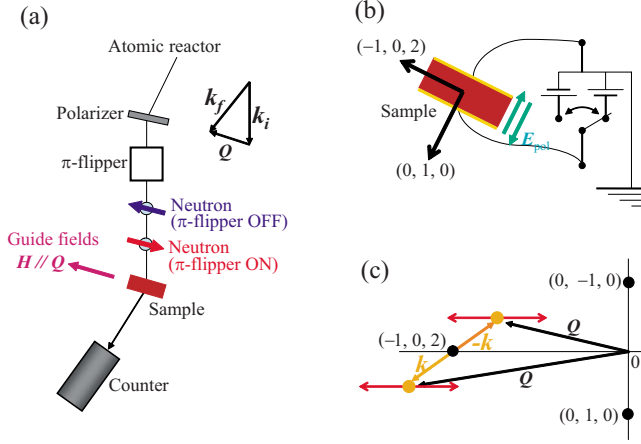 (a)
Atomic reactor
Polarizer
k_f
k_i
Q
π-flipper
Neutron
(π-flipper OFF)
Neutron
(π-flipper ON)
Guide fields
H // Q
Sample
Counter
(b)
(−1, 0, 2)
Sample
E_pol
(0, 1, 0)
(c)
(0, −1, 0)
Q
(−1, 0, 2)
-k
k
0
Q
(0, 1, 0)